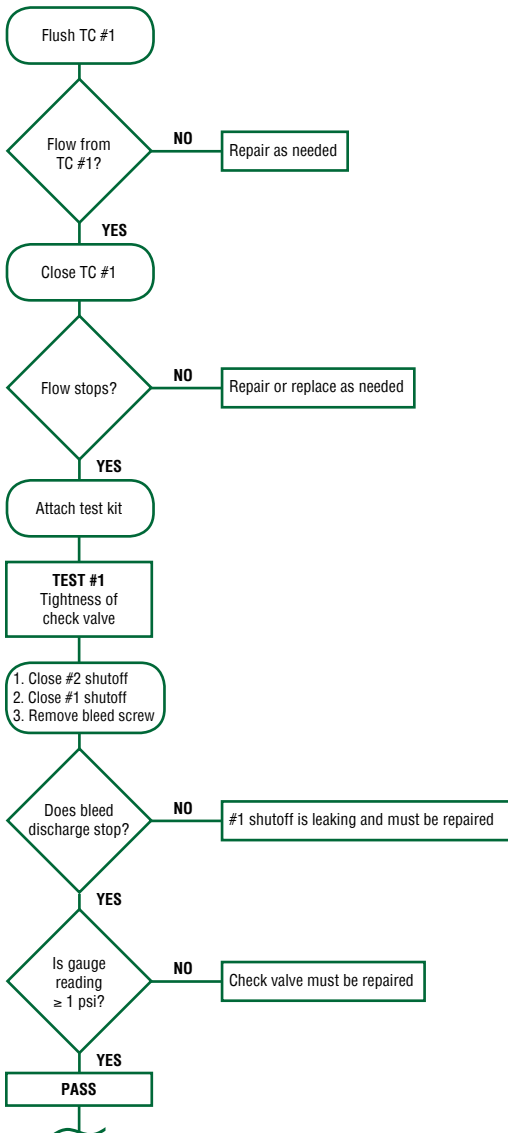 Flush TC #1
Flow from
TC #1?
NO
Repair as needed
YES
Close TC #1
Flow stops?
NO
Repair or replace as needed
YES
Attach test kit
TEST #1
Tightness of
check valve
1. Close #2 shutoff
2. Close #1 shutoff
3. Remove bleed screw
Does bleed
discharge stop?
NO
#1 shutoff is leaking and must be repaired
YES
Is gauge
reading
≥ 1 psi?
NO
Check valve must be repaired
YES
PASS